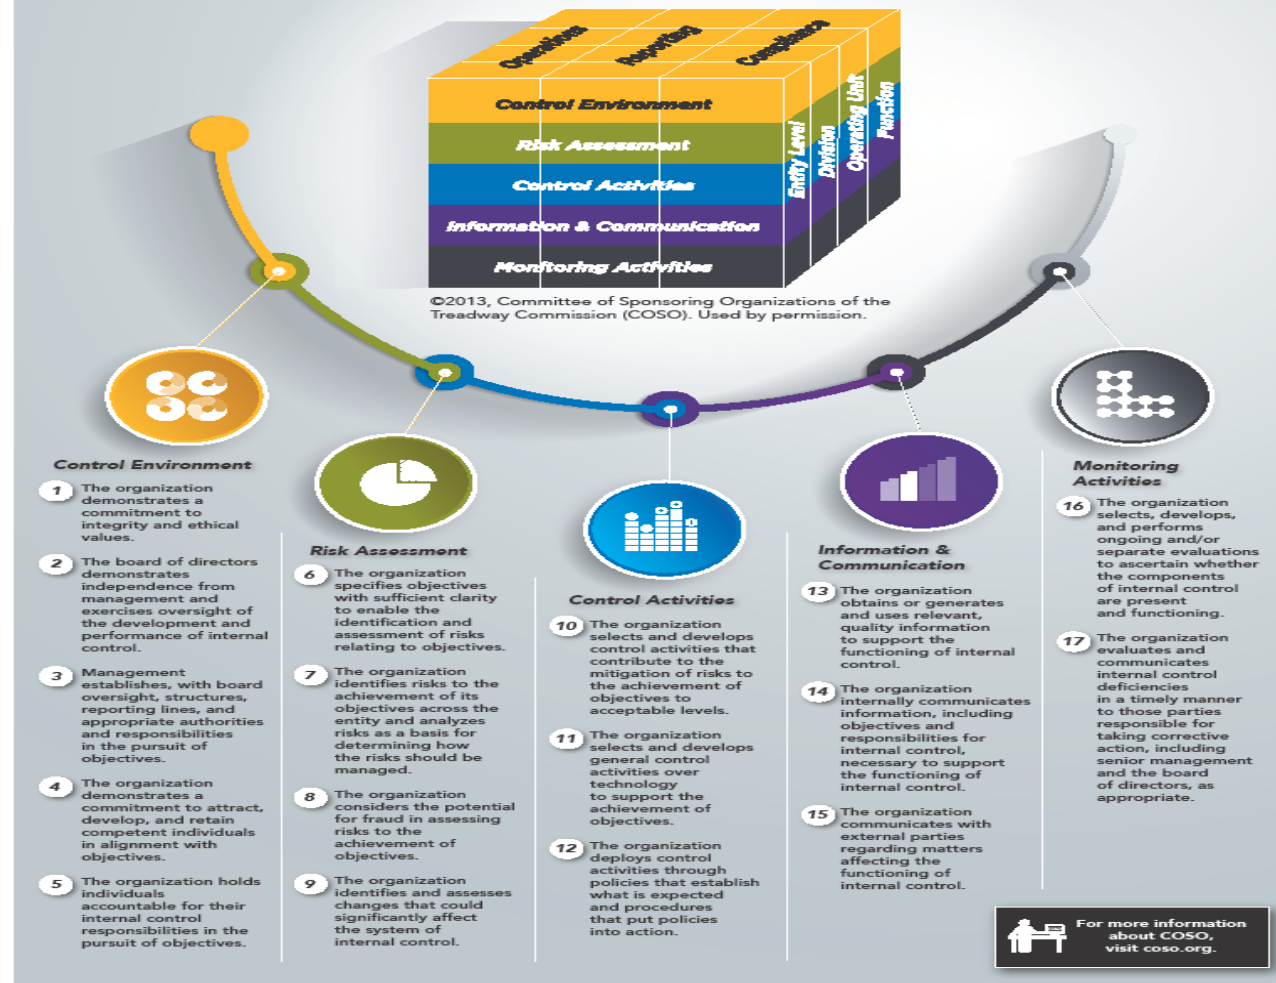 Operations
Reporting
Compliance
Control Environment
Risk Assessment
Control Activities
Information & Communication
Monitoring Activities
Entity Level
Division
Operating Unit
Function
©2013, Committee of Sponsoring Organizations of the
Treadway Commission (COSO). Used by permission.
Control Environment
1 The organization
demonstrates a
commitment to
integrity and ethical
values.
2 The board of directors
demonstrates
independence from
management and
exercises oversight of
the development and
performance of internal
control.
3 Management
establishes, with board
oversight, structures,
reporting lines, and
appropriate authorities
and responsibilities
in the pursuit of
objectives.
4 The organization
demonstrates a
commitment to attract,
develop, and retain
competent individuals
in alignment with
objectives.
5 The organization holds
individuals
accountable for their
internal control
responsibilities in the
pursuit of objectives.
Risk Assessment
6 The organization
specifies objectives
with sufficient clarity
to enable the
identification and
assessment of risks
relating to objectives.
7 The organization
identifies risks to the
achievement of its
objectives across the
entity and analyzes
risks as a basis for
determining how
the risks should be
managed.
8 The organization
considers the potential
for fraud in assessing
risks to the
achievement of
objectives.
9 The organization
identifies and assesses
changes that could
significantly affect
the system of
internal control.
Control Activities
10 The organization
selects and develops
control activities that
contribute to the
mitigation of risks to
the achievement of
objectives to
acceptable levels.
11 The organization
selects and develops
general control
activities over
technology
to support the
achievement of
objectives.
12 The organization
deploys control
activities through
policies that establish
what is expected
and procedures
that put policies
into action.
Information &
Communication
13 The organization
obtains or generates
and uses relevant,
quality information
to support the
functioning of internal
control.
14 The organization
internally communicates
information, including
objectives and
responsibilities for
internal control,
necessary to support
the functioning of
internal control.
15 The organization
communicates with
external parties
regarding matters
affecting the
functioning of
internal control.
Monitoring
Activities
16 The organization
selects, develops,
and performs
ongoing and/or
separate evaluations
to ascertain whether
the components
of internal control
are present
and functioning.
17 The organization
evaluates and
communicates
internal control
deficiencies
in a timely manner
to those parties
responsible for
taking corrective
action, including
senior management
and the board
of directors, as
appropriate.
For more information
about COSO,
visit coso.org.